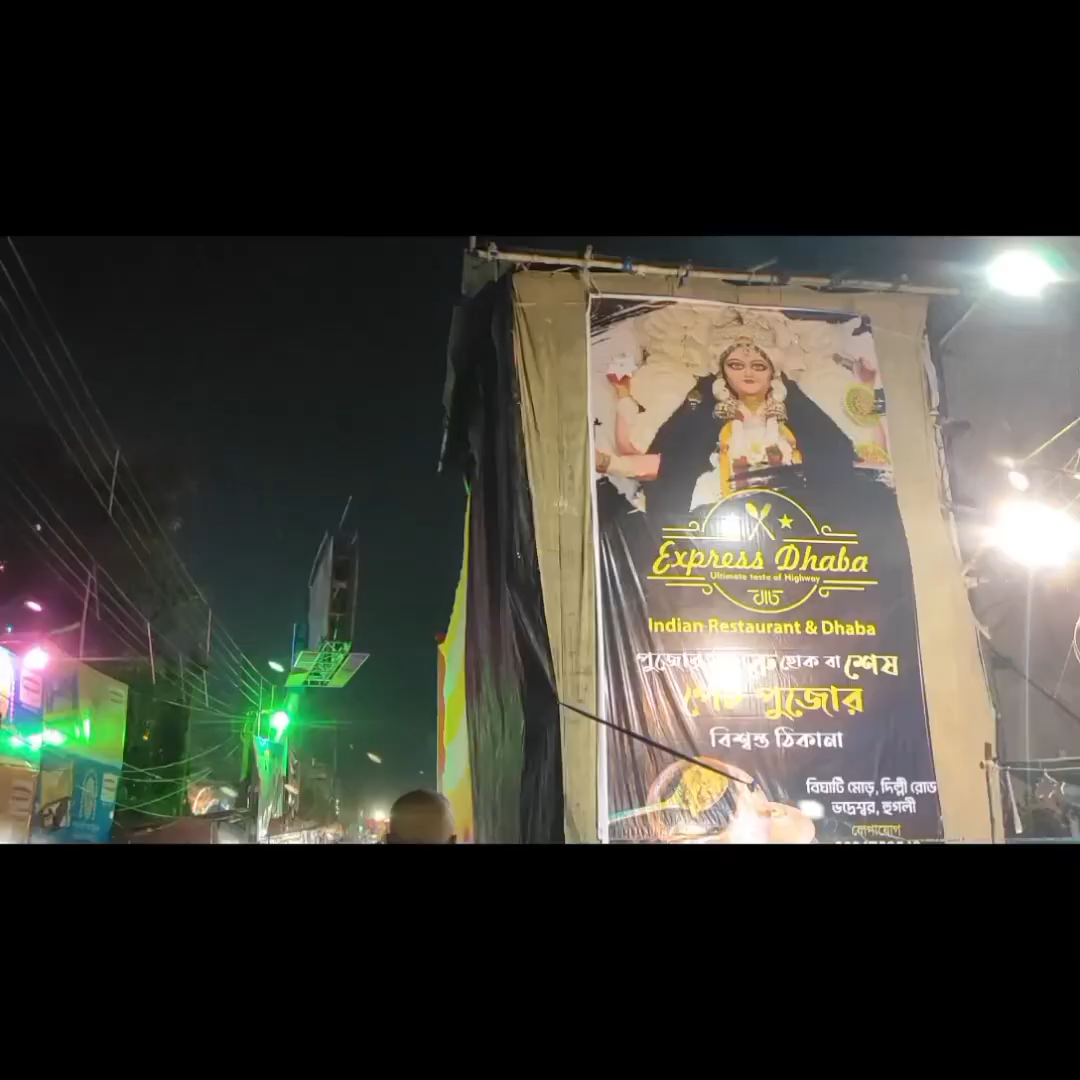 Express Dhaba
Ultimate taste of Highway
Indian Restaurant & Dhaba
পুজোর হোক বা শেষ
পুজোর
বিশ্বস্ত ঠিকানা
বিঘাটি মোড়, দিল্লী রোড
ভদ্রেশ্বর, হুগলী
যোগাযোগ